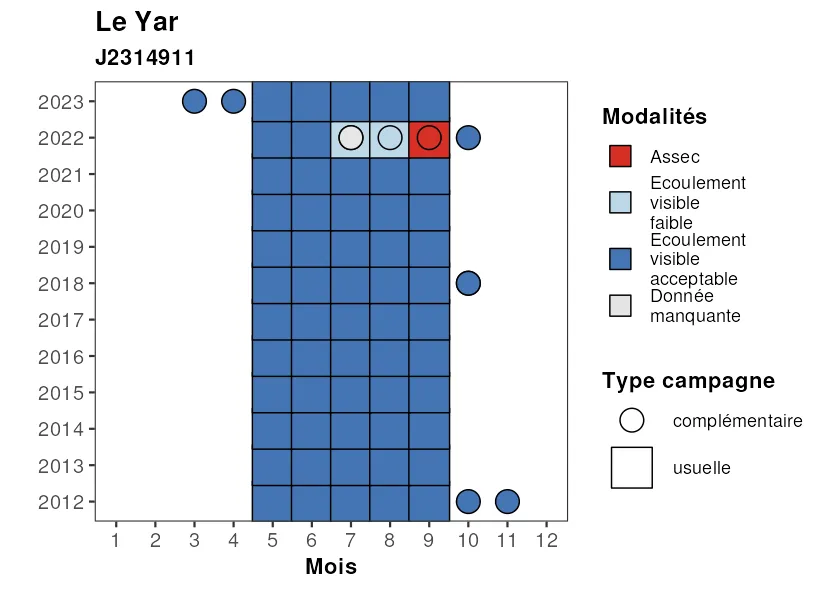 Le Yar
J2314911
2023
2022
2021
2020
2019
2018
2017
2016
2015
2014
2013
2012
1 2 3 4 5 6 7 8 9 10 11 12
Mois
Modalités
Assec
Ecoulement
visible
faible
Ecoulement
visible
acceptable
Donnée
manquante
Type campagne
complémentaire
usuelle